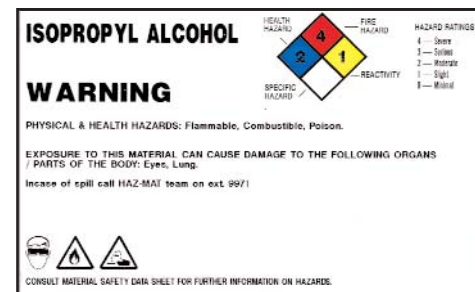 ISOPROPYL ALCOHOL
HEALTH HAZARD
FIRE HAZARD
4
2
1
SPECIFIC HAZARD
REACTIVITY
HAZARD RATINGS
4 — Severe
3 — Serious
2 — Moderate
1 — Slight
0 — Minimal
WARNING
PHYSICAL & HEALTH HAZARDS: Flammable, Combustible, Poison.
EXPOSURE TO THIS MATERIAL CAN CAUSE DAMAGE TO THE FOLLOWING ORGANS
/ PARTS OF THE BODY: Eyes, Lung.
Incase of spill call HAZ-MAT team on ext. 9971
CONSULT MATERIAL SAFETY DATA SHEET FOR FURTHER INFORMATION ON HAZARDS.